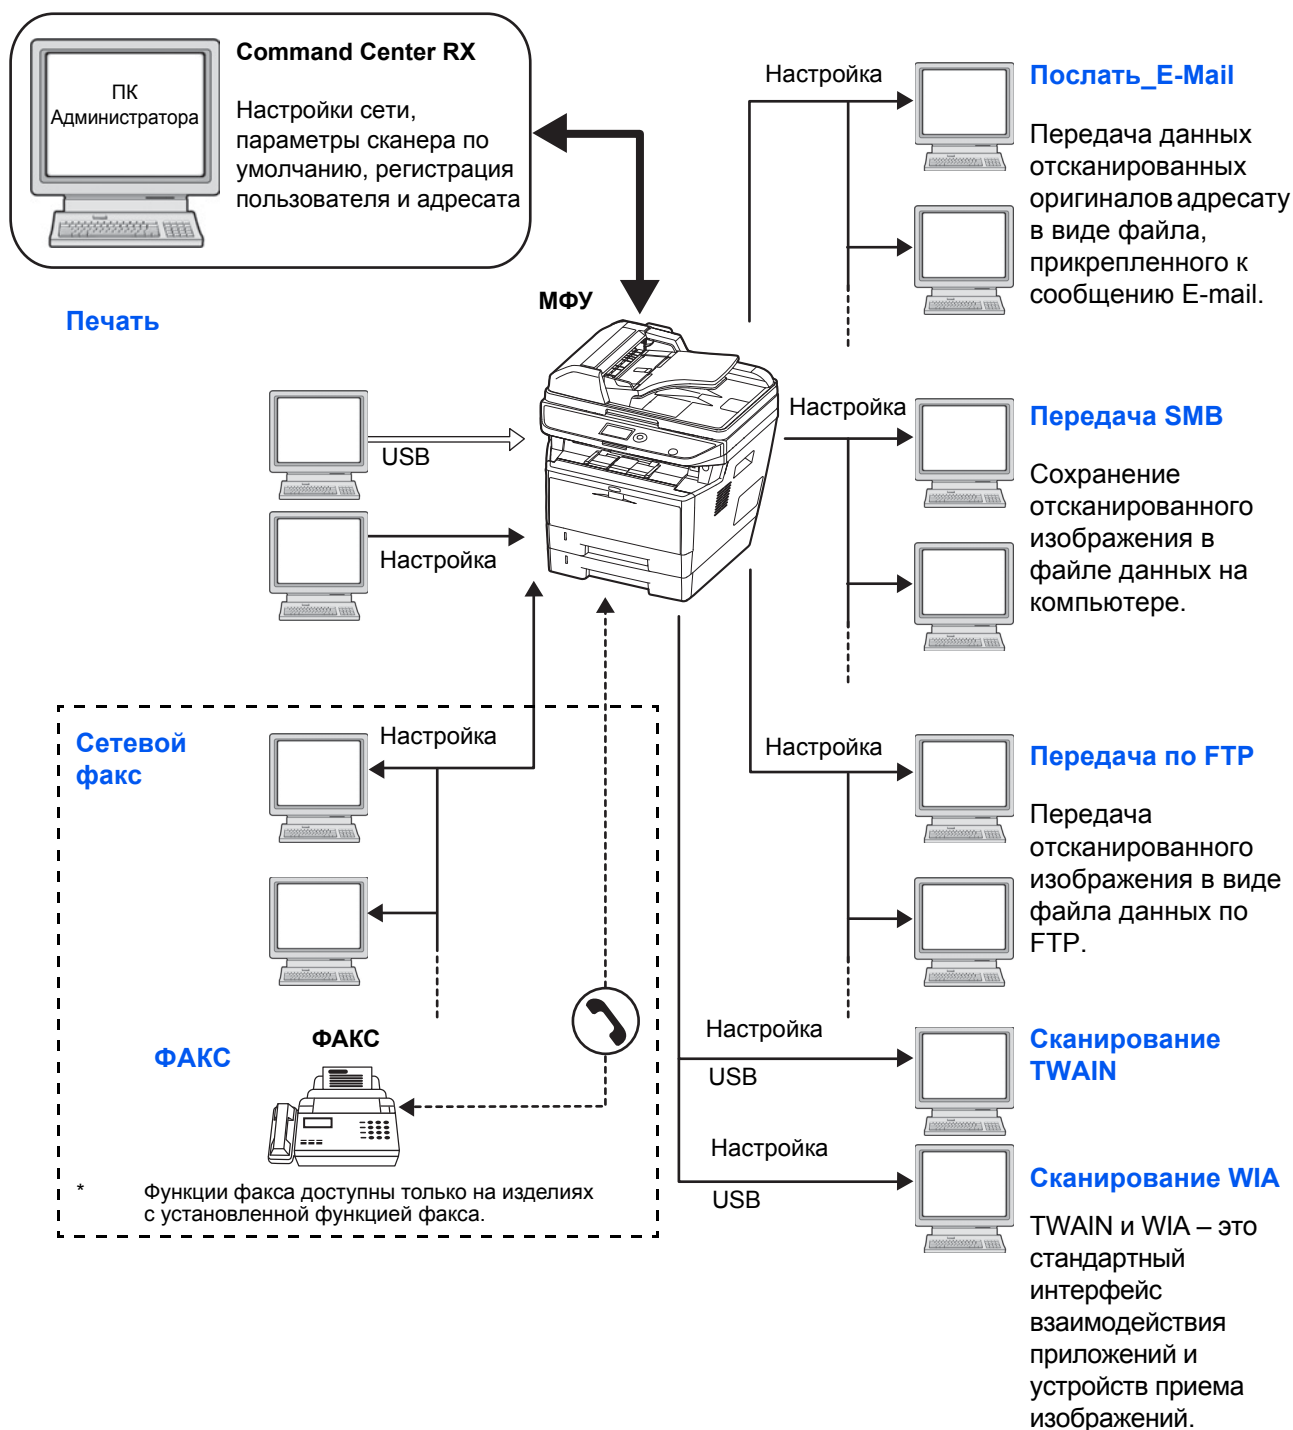 Command Center RX
ПК
Администратора
Настройки сети,
параметры сканера по
умолчанию, регистрация
пользователя и адресата
Печать
МФУ
USB
Настройка
Настройка
Послать_E-Mail
Передача данных
отсканированных
оригиналов адресату
в виде файла,
прикрепленного к
сообщению E-mail.
Настройка
Передача SMB
Сохранение
отсканированного
изображения в
файле данных на
компьютере.
Сетевой
факс
Настройка
Настройка
Передача по FTP
Передача
отсканированного
изображения в виде
файла данных по
FTP.
ФАКС
ФАКС
*	Функции факса доступны только на изделиях
с установленной функцией факса.
Настройка
USB
Сканирование
TWAIN
Настройка
USB
Сканирование WIA
TWAIN и WIA – это
стандартный
интерфейс
взаимодействия
приложений и
устройств приема
изображений.